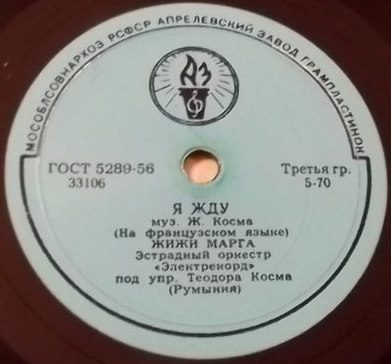 МОСОБЛСОВНАРХОЗ РСФСР АПРЕЛЕВСКИЙ ЗАВОД ГРАМПЛАСТИНОК
АЗ
ГОСТ 5289-56
33106
Третья гр.
5-70
Я ЖДУ
муз. Ж. Косма
(На французском языке)
ЖИЖИ МАРГА
Эстрадный оркестр
«Электрекорд»
под упр. Теодора Косма
(Румыния)